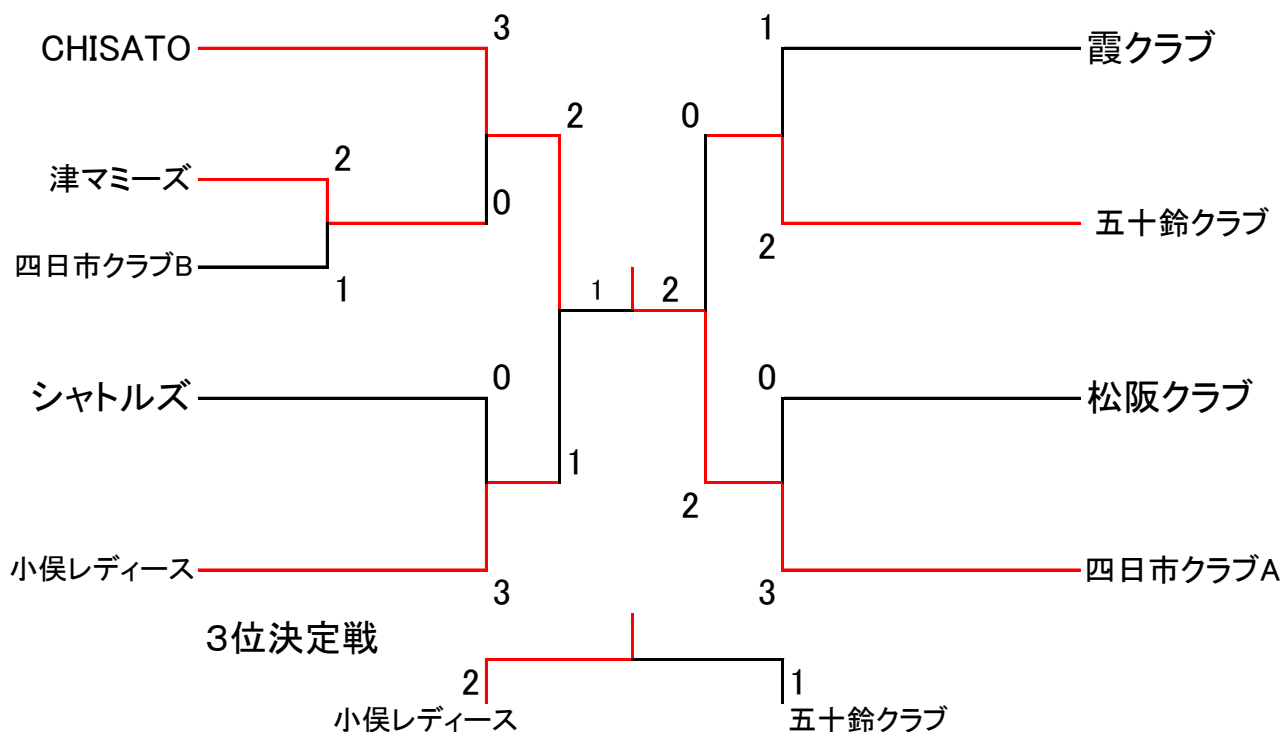 CHISATO
3
1
霞クラブ
2
0
津マミーズ
2
0
五十鈴クラブ
2
四日市クラブB
1
1
2
シャトルズ
0
0
松阪クラブ
1
2
小俣レディース
3
3
四日市クラブA
3位決定戦
2
1
小俣レディース
五十鈴クラブ